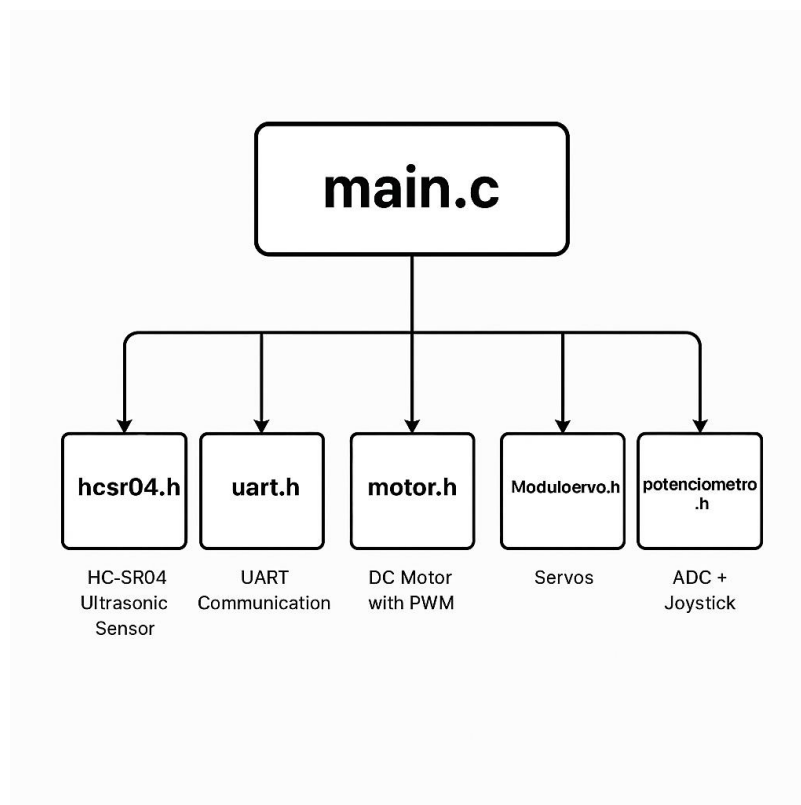 main.c
hcsr04.h
uart.h
motor.h
Moduloervo.h
potenciometro
.h
HC-SR04
Ultrasonic
Sensor
UART
Communication
DC Motor
with PWM
Servos
ADC +
Joystick